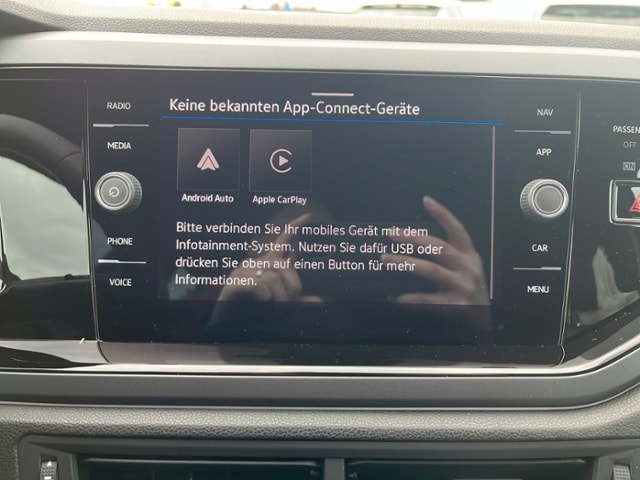 Keine bekannten App-Connect-Geräte
RADIO
MEDIA
PHONE
VOICE
Android Auto
Apple CarPlay
Bitte verbinden Sie Ihr mobiles Gerät mit dem
Infotainment-System. Nutzen Sie dafür USB oder
drücken Sie oben auf einen Button für mehr
Informationen.
NAV
APP
CAR
MENU
PASSEN
OFF
ON